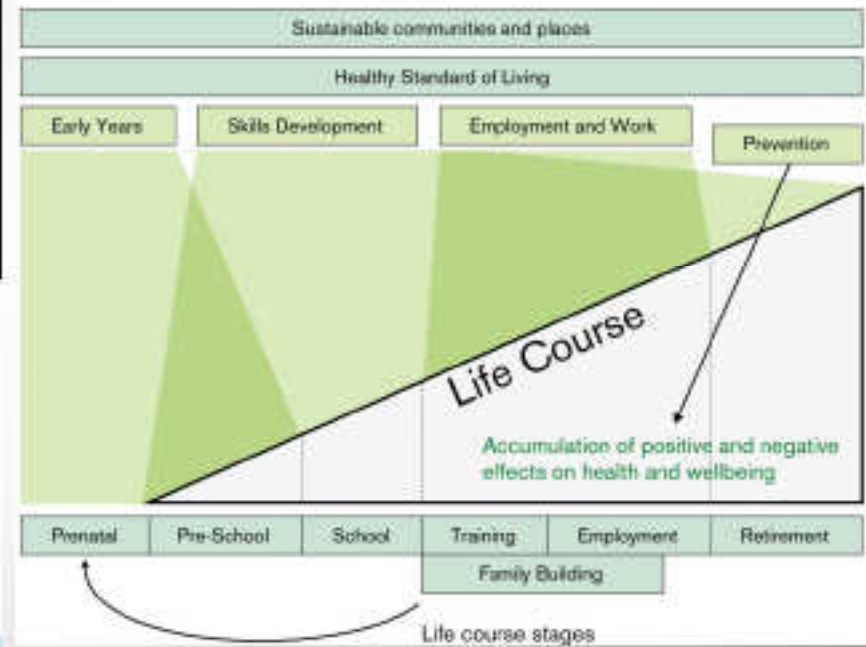 Sustainable communities and places
Healthy Standard of Living
Early Years
Skills Development
Employment and Work
Prevention
Life Course
Accumulation of positive and negative
effects on health and wellbeing
Prenatal
Pre-School
School
Training
Employment
Retirement
Family Building
Life course stages